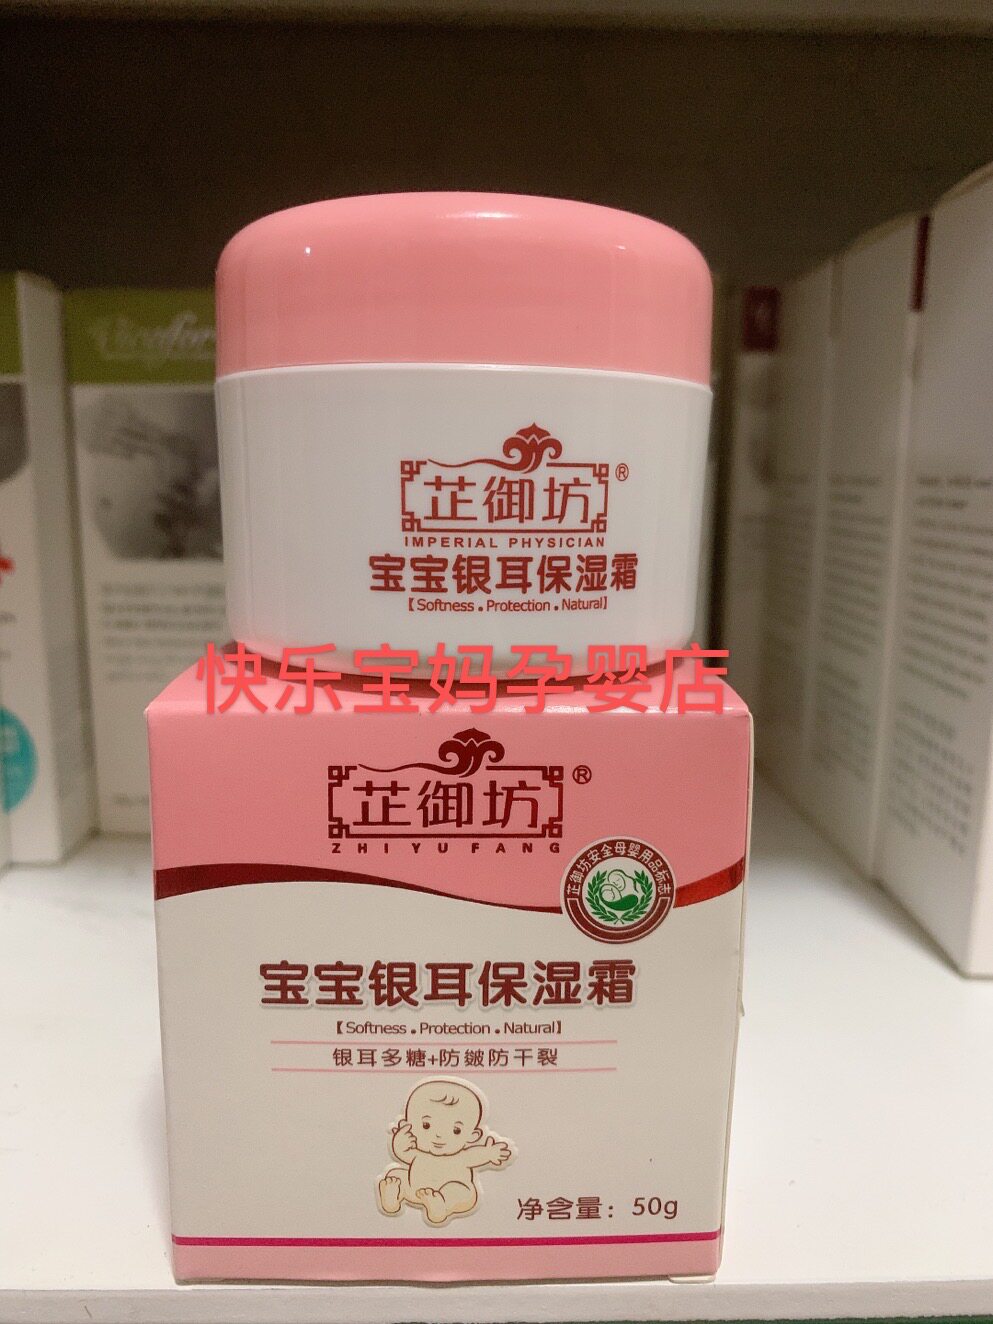 芷御坊®
IMPERIAL PHYSICIAN
宝宝银耳保湿霜
【Softness.Protection.Natural】
快乐宝妈孕婴店
芷御坊®
ZHI YU FANG
芷御坊安全母婴用品标志
宝宝银耳保湿霜
【Softness.Protection.Natural】
银耳多糖+防皴防干裂
净含量：50g